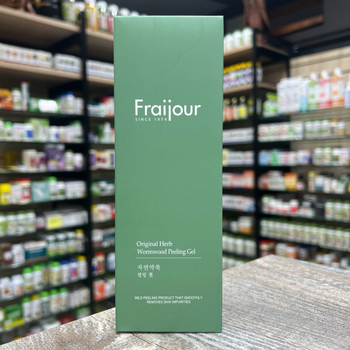 Fraijour
SINCE 1974
Original Herb
Wormwood Peeling Gel
자연약쑥
필링 젤
MILD PEELING PRODUCT THAT SMOOTHLY
REMOVES SKIN IMPURITIES